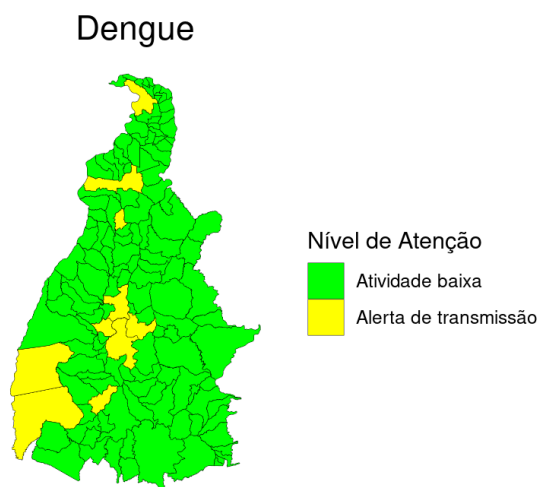 Dengue
Nível de Atenção
Atividade baixa
Alerta de transmissão